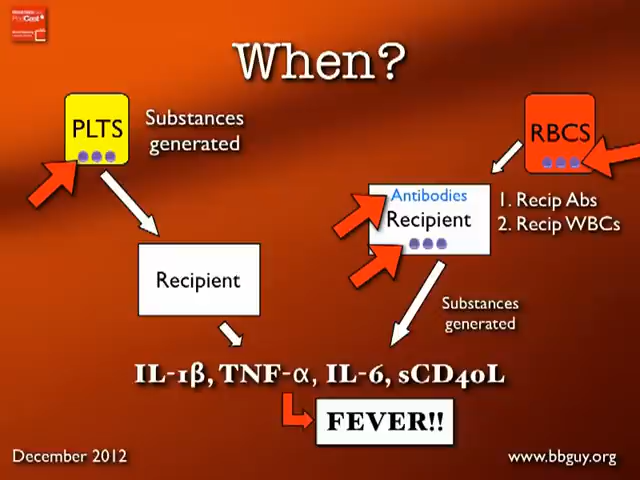 PodCast
When?
PLTS
Substances
generated
RBCS
Antibodies
Recipient
1. Recip Abs
2. Recip WBCs
Recipient
Substances
generated
IL-1β, TNF-α, IL-6, sCD40L
FEVER!!
December 2012
www.bbguy.org